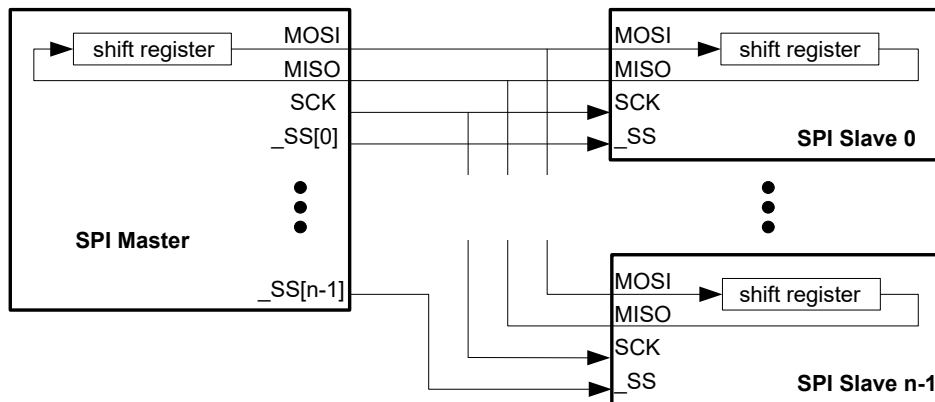 shift register
MOSI
MISO
SCK
_SS[0]
SPI Master
_SS[n-1]
MOSI
shift register
MISO
SCK
_SS
SPI Slave 0
MOSI
shift register
MISO
SCK
_SS
SPI Slave n-1